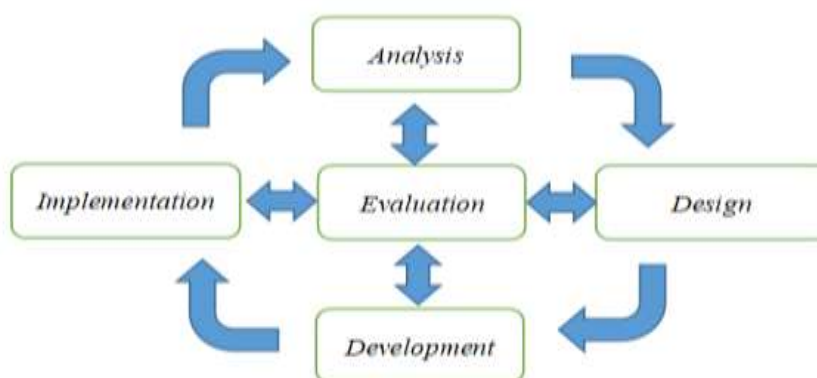 Analysis
Implementation
Evaluation
Design
Development